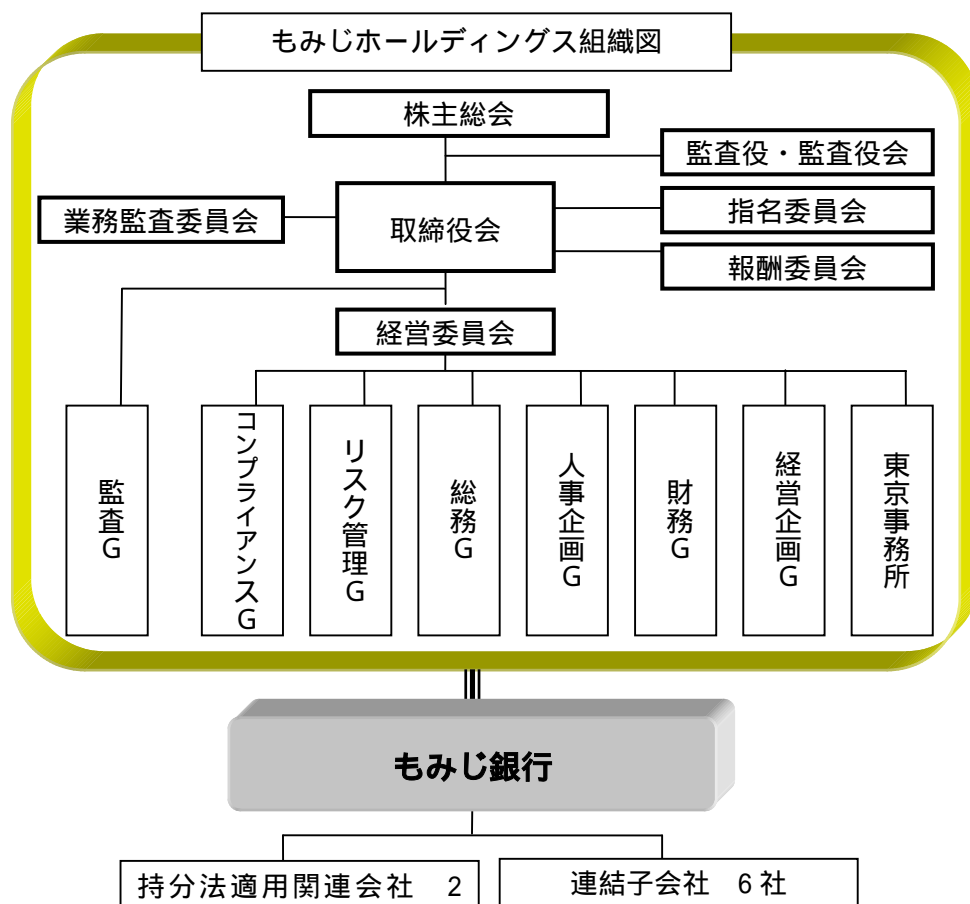 もみじホールディングス組織図
株主総会
監査役・監査役会
業務監査委員会
取締役会
指名委員会
報酬委員会
経営委員会
監査G
コンプライアンスG
リスク管理G
総務G
人事企画G
財務G
経営企画G
東京事務所
もみじ銀行
持分法適用関連会社　2
連結子会社　6社